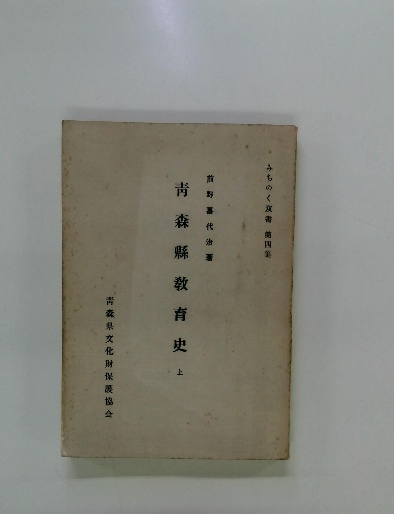 みちのく双書 第四集
前野喜代治著
青森縣教育史 上
青森県文化財保護協会